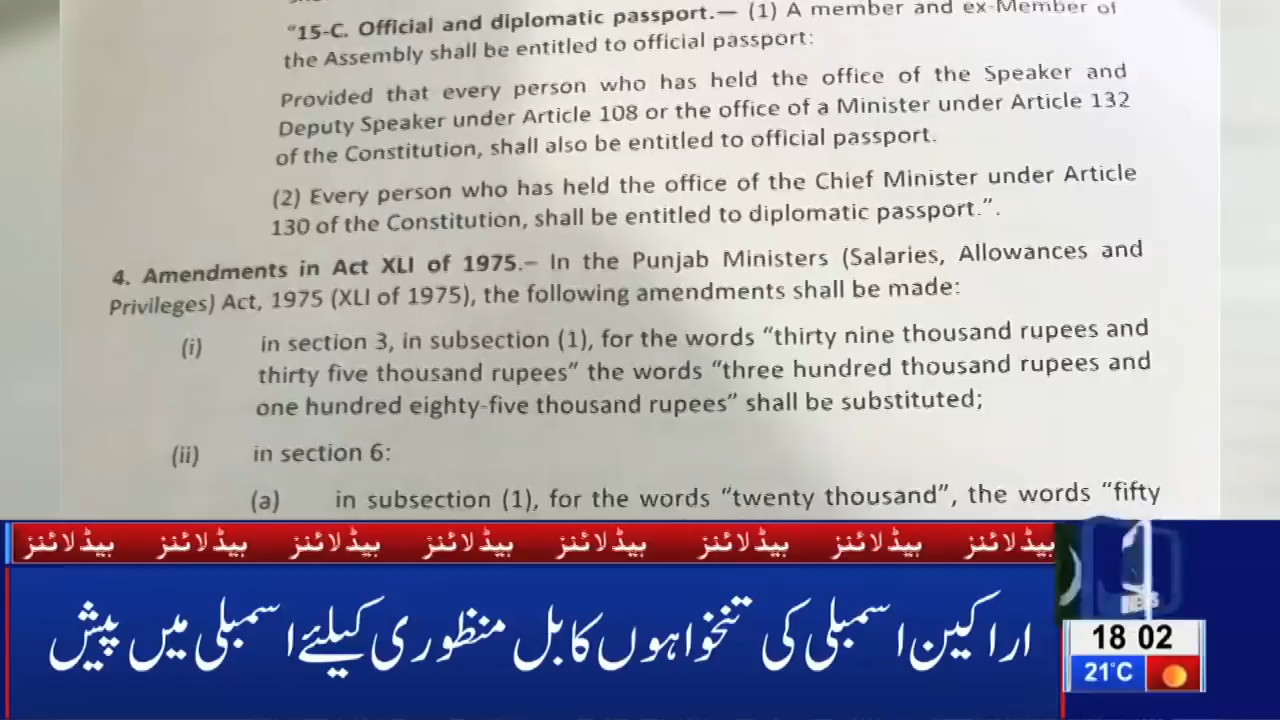 "15-C. Official and diplomatic passport.— (1) A member and ex-Member of
the Assembly shall be entitled to official passport:
Provided that every person who has held the office of the Speaker and
Deputy Speaker under Article 108 or the office of a Minister under Article 132
of the Constitution, shall also be entitled to official passport.
(2) Every person who has held the office of the Chief Minister under Article
130 of the Constitution, shall be entitled to diplomatic passport.".
4. Amendments in Act XLI of 1975.– In the Punjab Ministers (Salaries, Allowances and
Privileges) Act, 1975 (XLI of 1975), the following amendments shall be made:
(i) in section 3, in subsection (1), for the words "thirty nine thousand rupees and
thirty five thousand rupees" the words "three hundred thousand rupees and
one hundred eighty-five thousand rupees" shall be substituted;
(ii) in section 6:
(a) in subsection (1), for the words "twenty thousand", the words "fifty
ہیڈلائنز ہیڈلائنز ہیڈلائنز ہیڈلائنز ہیڈلائنز ہیڈلائنز ہیڈلائنز ہیڈلائنز
اراکین اسمبلی کی تنخواہوں کا بل منظوری کیلئے اسمبلی میں پیش
NEWS
18 02
21°C